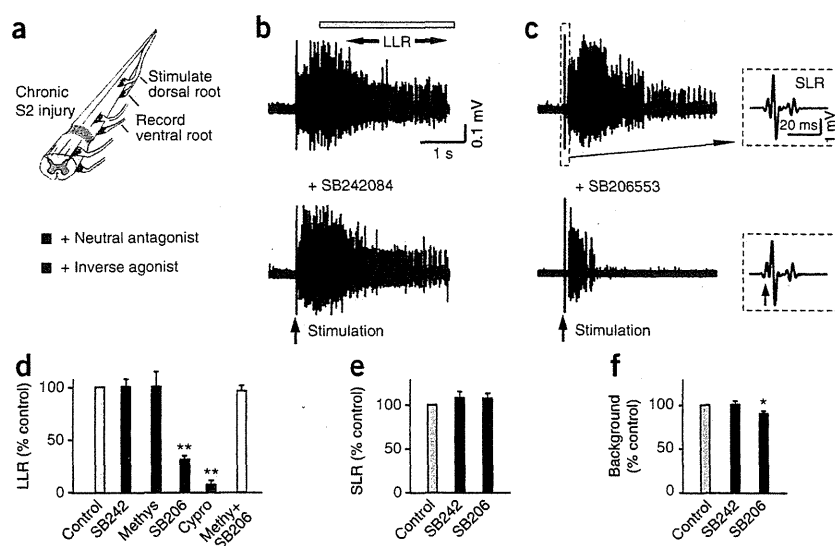 a
Chronic
S2 injury
Stimulate
dorsal root
Record
ventral root
+ Neutral antagonist
+ Inverse agonist
b
LLR
0.1 mV
1 s
+ SB242084
Stimulation
c
SLR
20 ms
1 mV
+ SB206553
Stimulation
d
LLR (% control)
100
50
0
Control
SB242
Methys
SB206
**
Cypro
**
Methy+
SB206
e
SLR (% control)
100
50
0
Control
SB242
SB206
f
Background
(% control)
100
50
0
Control
SB242
SB206
*